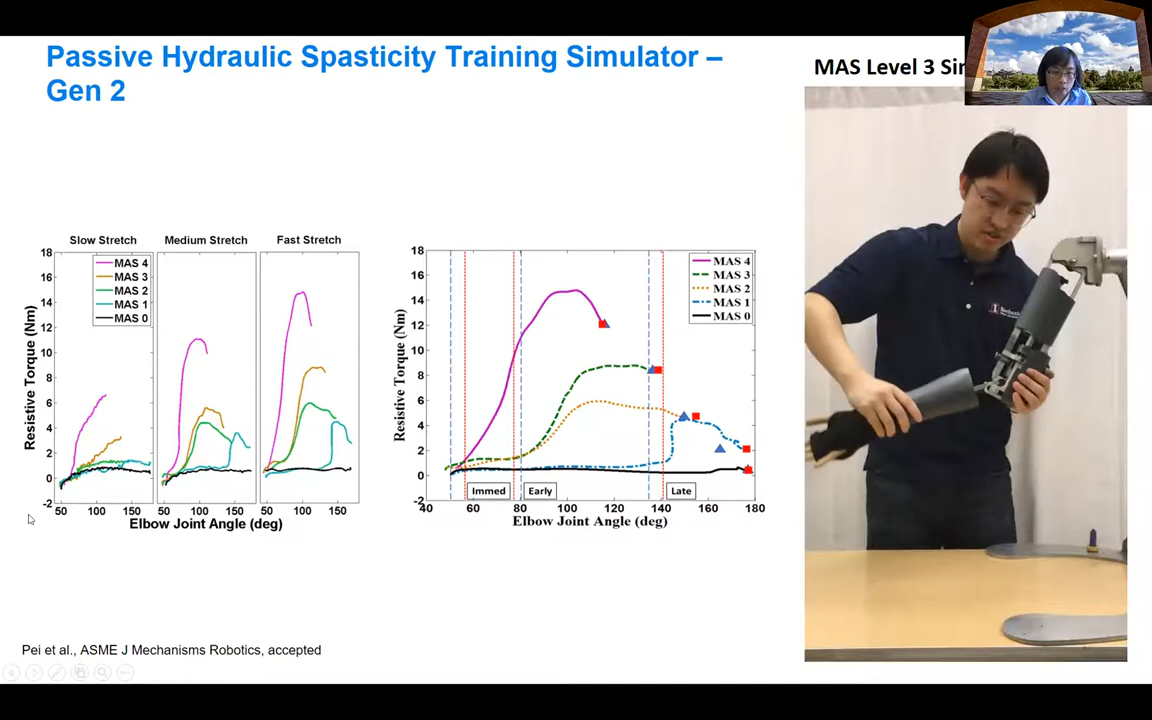 Passive Hydraulic Spasticity Training Simulator –
Gen 2
MAS Level 3
Slow Stretch
Medium Stretch
Fast Stretch
18
16
14
12
10
8
6
4
2
0
-2
Resistive Torque (Nm)
MAS 4
MAS 3
MAS 2
MAS 1
MAS 0
50 100 150
50 100 150
50 100 150
Elbow Joint Angle (deg)
18
16
14
12
10
8
6
4
2
0
-2
Resistive Torque (Nm)
MAS 4
MAS 3
MAS 2
MAS 1
MAS 0
Immed
Early
Late
40 60 80 100 120 140 160 180
Elbow Joint Angle (deg)
Pei et al., ASME J Mechanisms Robotics, accepted